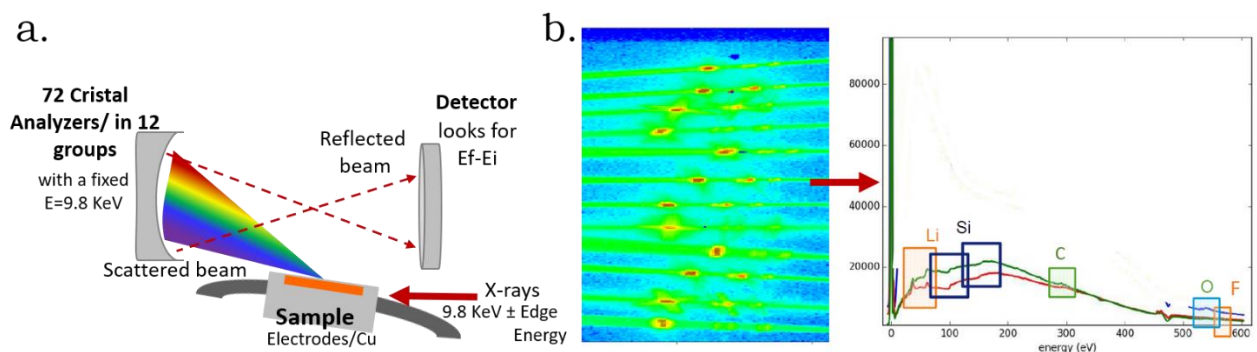 a.
72 Cristal
Analyzers/ in 12
groups
with a fixed
E=9.8 KeV
Scattered beam
Reflected
beam
Detector
looks for
Ef-Ei
X-rays
9.8 KeV ± Edge
Energy
Sample
Electrodes/Cu
b.
80000
60000
40000
20000
Li
Si
C
O
F
0
100
200
300
400
500
600
energy (eV)